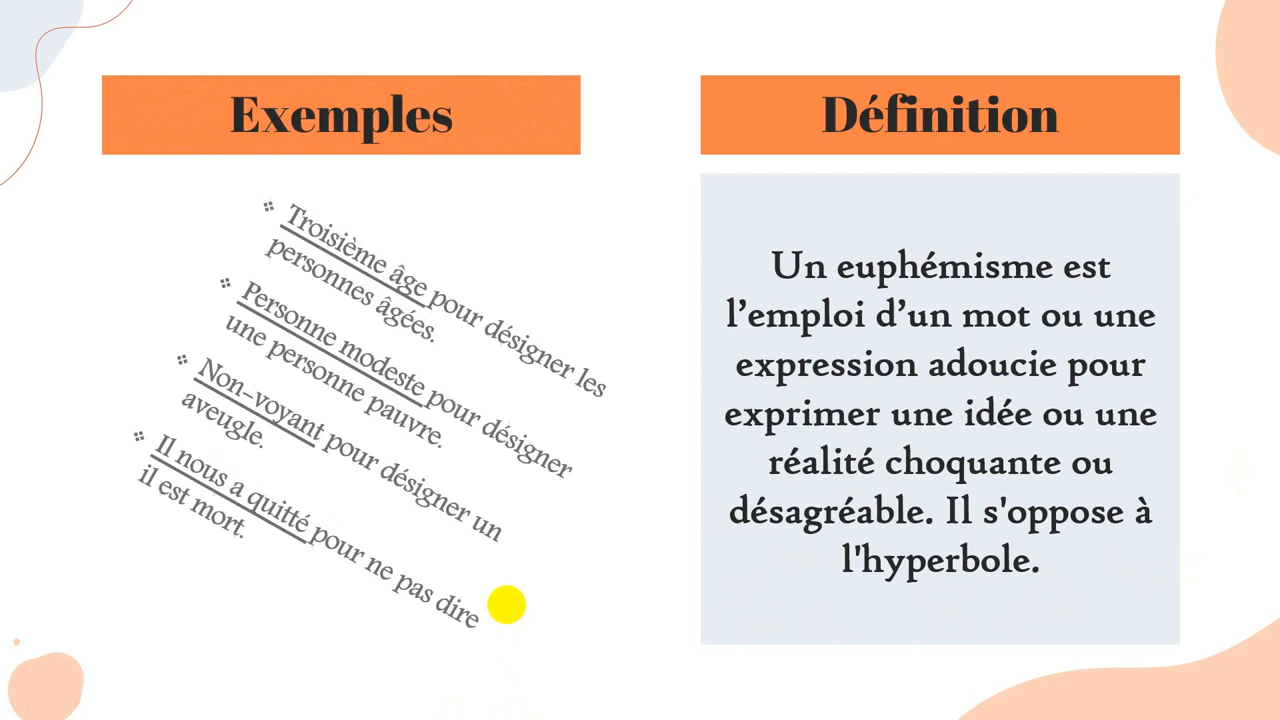 Exemples
❖ Troisième âge pour désigner les
personnes âgées.
❖ Personne modeste pour désigner
une personne pauvre.
❖ Non-voyant pour désigner un
aveugle.
❖ Il nous a quitté pour ne pas dire
il est mort.
Définition
Un euphémisme est
l’emploi d’un mot ou une
expression adoucie pour
exprimer une idée ou une
réalité choquante ou
désagréable. Il s'oppose à
l'hyperbole.